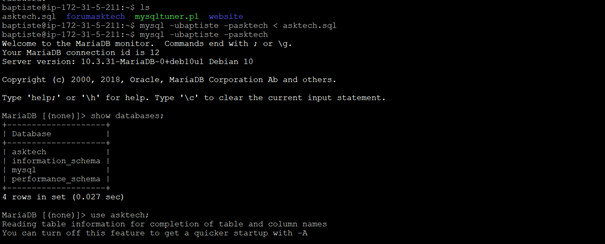 baptiste@ip-172-31-5-211:~$ ls
asktech.sql  forumasktech  mysqltuner.pl  website
baptiste@ip-172-31-5-211:~$ mysql -ubaptiste -pasktech < asktech.sql
baptiste@ip-172-31-5-211:~$ mysql -ubaptiste -pasktech
Welcome to the MariaDB monitor.  Commands end with ; or \g.
Your MariaDB connection id is 12
Server version: 10.3.31-MariaDB-0+deb10u1 Debian 10

Copyright (c) 2000, 2018, Oracle, MariaDB Corporation Ab and others.

Type 'help;' or '\h' for help. Type '\c' to clear the current input statement.

MariaDB [(none)]> show databases;
+--------------------+
| Database           |
+--------------------+
| asktech            |
| information_schema |
| mysql              |
| performance_schema |
+--------------------+
4 rows in set (0.027 sec)

MariaDB [(none)]> use asktech;
Reading table information for completion of table and column names
You can turn off this feature to get a quicker startup with -A